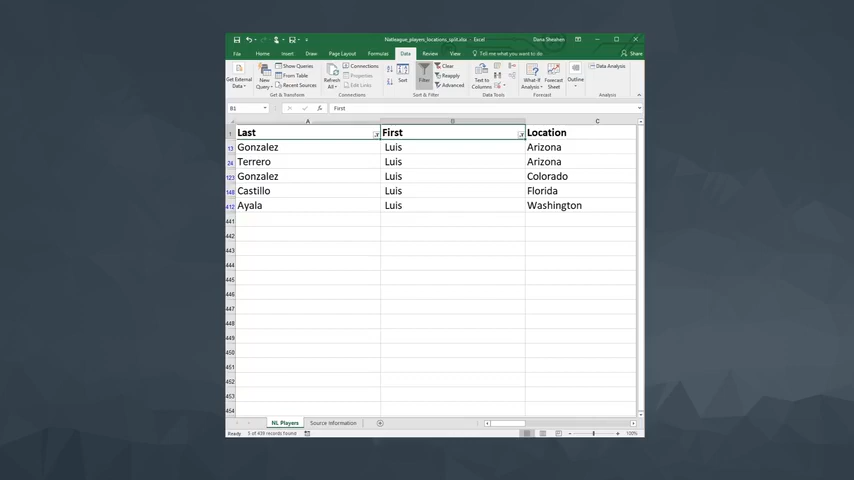 Natleague_players_locations_split.xlsx - Excel
Dana Sheahen
File Home Insert Draw Page Layout Formulas Data Review View Tell me what you want to do Share
Get External Data
New Query
Show Queries
From Table
Recent Sources
Get & Transform
Refresh All
Connections
Properties
Edit Links
Connections
Sort
Filter
Clear
Reapply
Advanced
Sort & Filter
Text to Columns
Data Tools
What-If Analysis
Forecast Sheet
Forecast
Outline
Data Analysis
Analysis
B1 First
A B C
1 Last First Location
13 Gonzalez Luis Arizona
24 Terrero Luis Arizona
123 Gonzalez Luis Colorado
148 Castillo Luis Florida
412 Ayala Luis Washington
441
442
443
444
445
446
447
448
449
450
451
452
453
454
NL Players Source Information
Ready 5 of 439 records found 100%